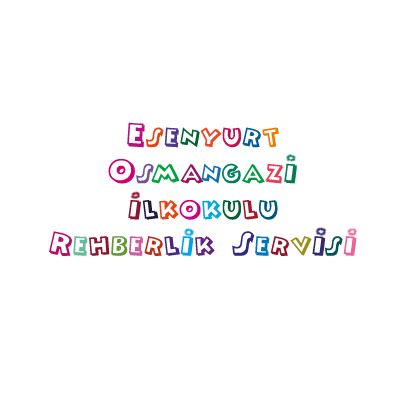 Esenyurt
Osmangazi
İlkokulu
Rehberlik Servisi